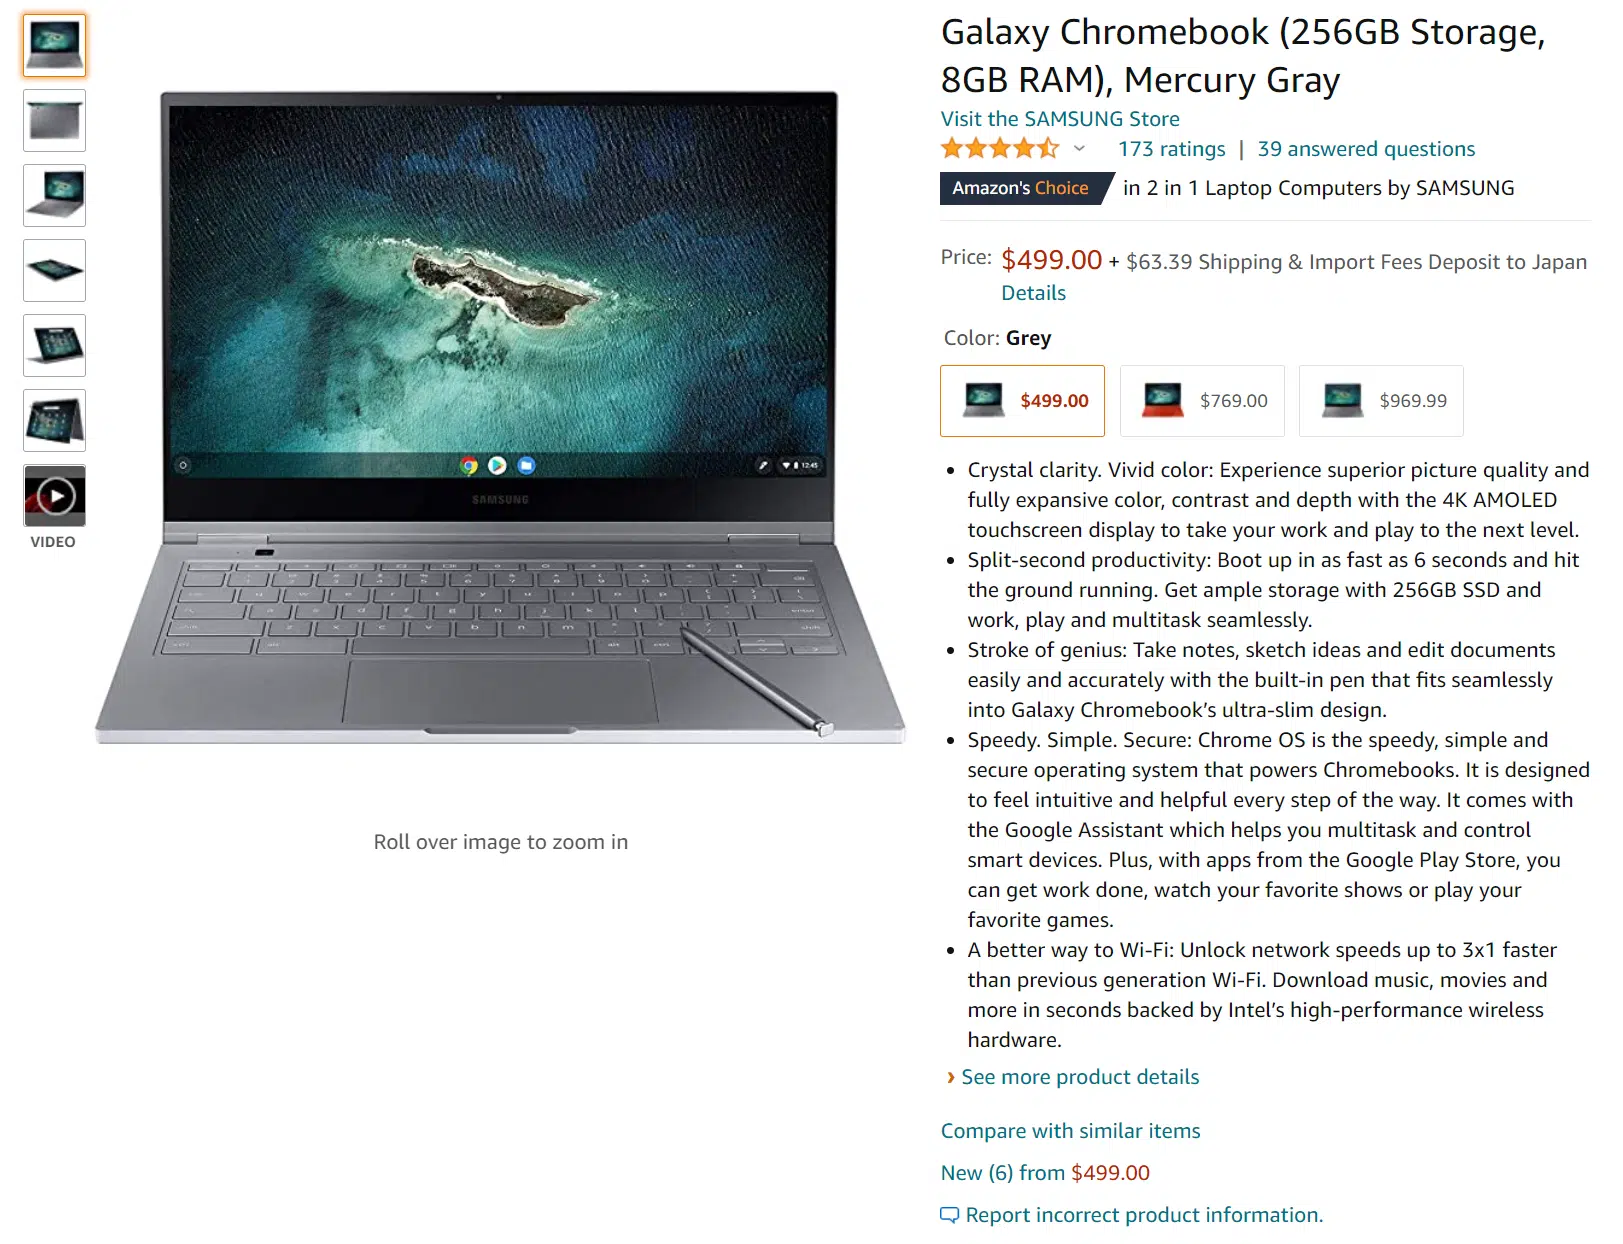 Galaxy Chromebook (256GB Storage,
8GB RAM), Mercury Gray
Visit the SAMSUNG Store
173 ratings | 39 answered questions
Amazon's Choice in 2 in 1 Laptop Computers by SAMSUNG
Price: $499.00 + $63.39 Shipping & Import Fees Deposit to Japan
Details
Color: Grey
$499.00 $769.00 $969.99
• Crystal clarity. Vivid color: Experience superior picture quality and
fully expansive color, contrast and depth with the 4K AMOLED
touchscreen display to take your work and play to the next level.
• Split-second productivity: Boot up in as fast as 6 seconds and hit
the ground running. Get ample storage with 256GB SSD and
work, play and multitask seamlessly.
• Stroke of genius: Take notes, sketch ideas and edit documents
easily and accurately with the built-in pen that fits seamlessly
into Galaxy Chromebook’s ultra-slim design.
• Speedy. Simple. Secure: Chrome OS is the speedy, simple and
secure operating system that powers Chromebooks. It is designed
to feel intuitive and helpful every step of the way. It comes with
the Google Assistant which helps you multitask and control
smart devices. Plus, with apps from the Google Play Store, you
can get work done, watch your favorite shows or play your
favorite games.
• A better way to Wi-Fi: Unlock network speeds up to 3x1 faster
than previous generation Wi-Fi. Download music, movies and
more in seconds backed by Intel’s high-performance wireless
hardware.
› See more product details
Compare with similar items
New (6) from $499.00
Report incorrect product information.
VIDEO
12:45
SAMSUNG
Roll over image to zoom in